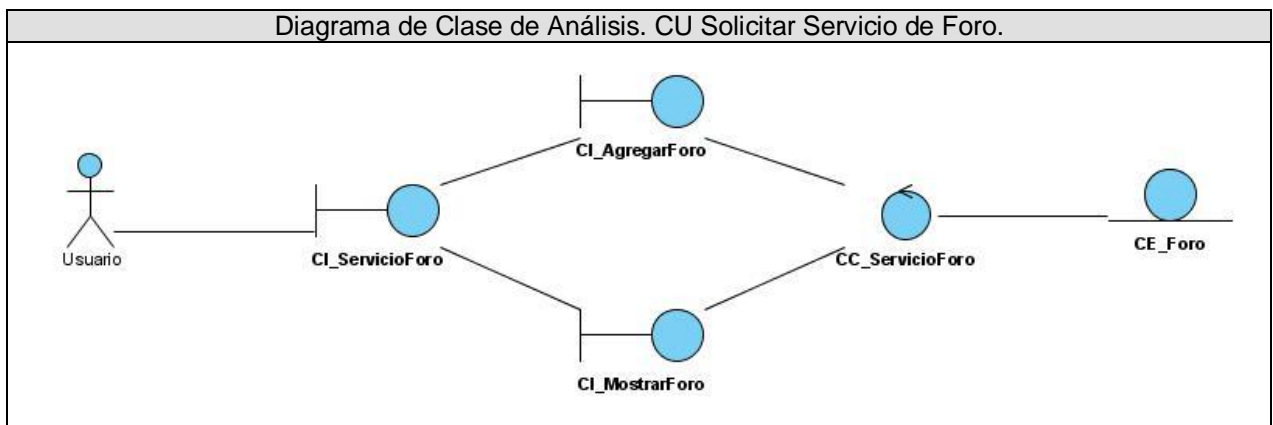 Diagrama de Clase de Análisis. CU Solicitar Servicio de Foro.
CI_AgregarForo
Usuario
CI_ServicioForo
CC_ServicioForo
CE_Foro
CI_MostrarForo